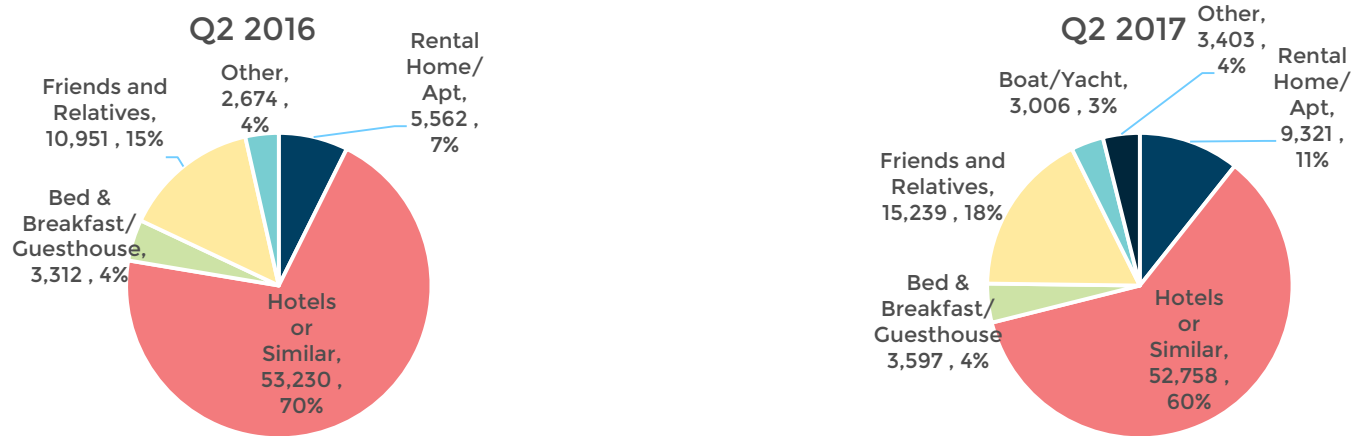 Q2 2016
Rental
Home/
Apt,
5,562 ,
7%
Other,
2,674 ,
4%
Friends and
Relatives,
10,951 , 15%
Bed &
Breakfast/
Guesthouse,
3,312 , 4%
Hotels
or
Similar,
53,230 ,
70%
Q2 2017
Other,
3,403 ,
4%
Rental
Home/
Apt,
9,321 ,
11%
Boat/Yacht,
3,006 , 3%
Friends and
Relatives,
15,239 , 18%
Bed &
Breakfast/
Guesthouse
3,597 , 4%
Hotels
or
Similar,
52,758 ,
60%